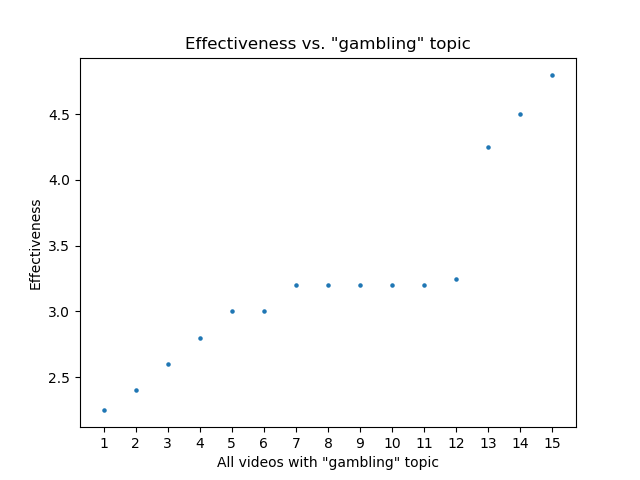 Effectiveness vs. "gambling" topic
4.5
4.0
3.5
3.0
2.5
Effectiveness
1 2 3 4 5 6 7 8 9 10 11 12 13 14 15
All videos with "gambling" topic